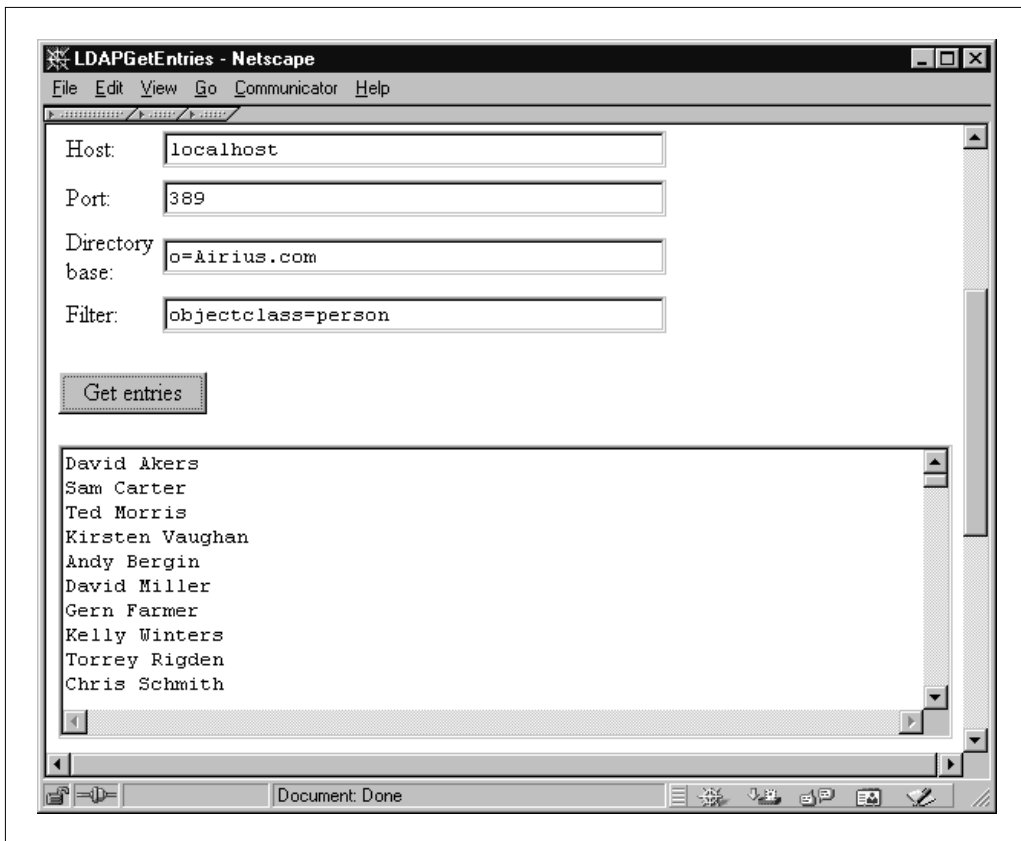 LDAPGetEntries - Netscape
File Edit View Go Communicator Help
Host: localhost
Port: 389
Directory
base: o=Airius.com
Filter: objectclass=person
Get entries
David Akers
Sam Carter
Ted Morris
Kirsten Vaughan
Andy Bergin
David Miller
Gern Farmer
Kelly Winters
Torrey Rigden
Chris Schmith
Document: Done